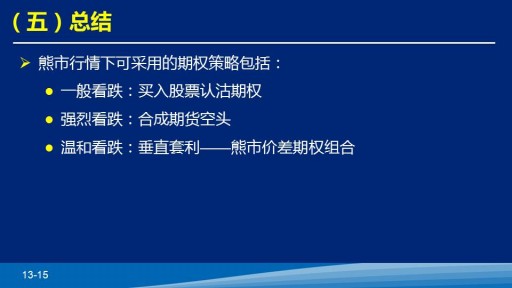 （五）总结
熊市行情下可采用的期权策略包括：
一般看跌：买入股票认沽期权
强烈看跌：合成期货空头
温和看跌：垂直套利——熊市价差期权组合
13-15